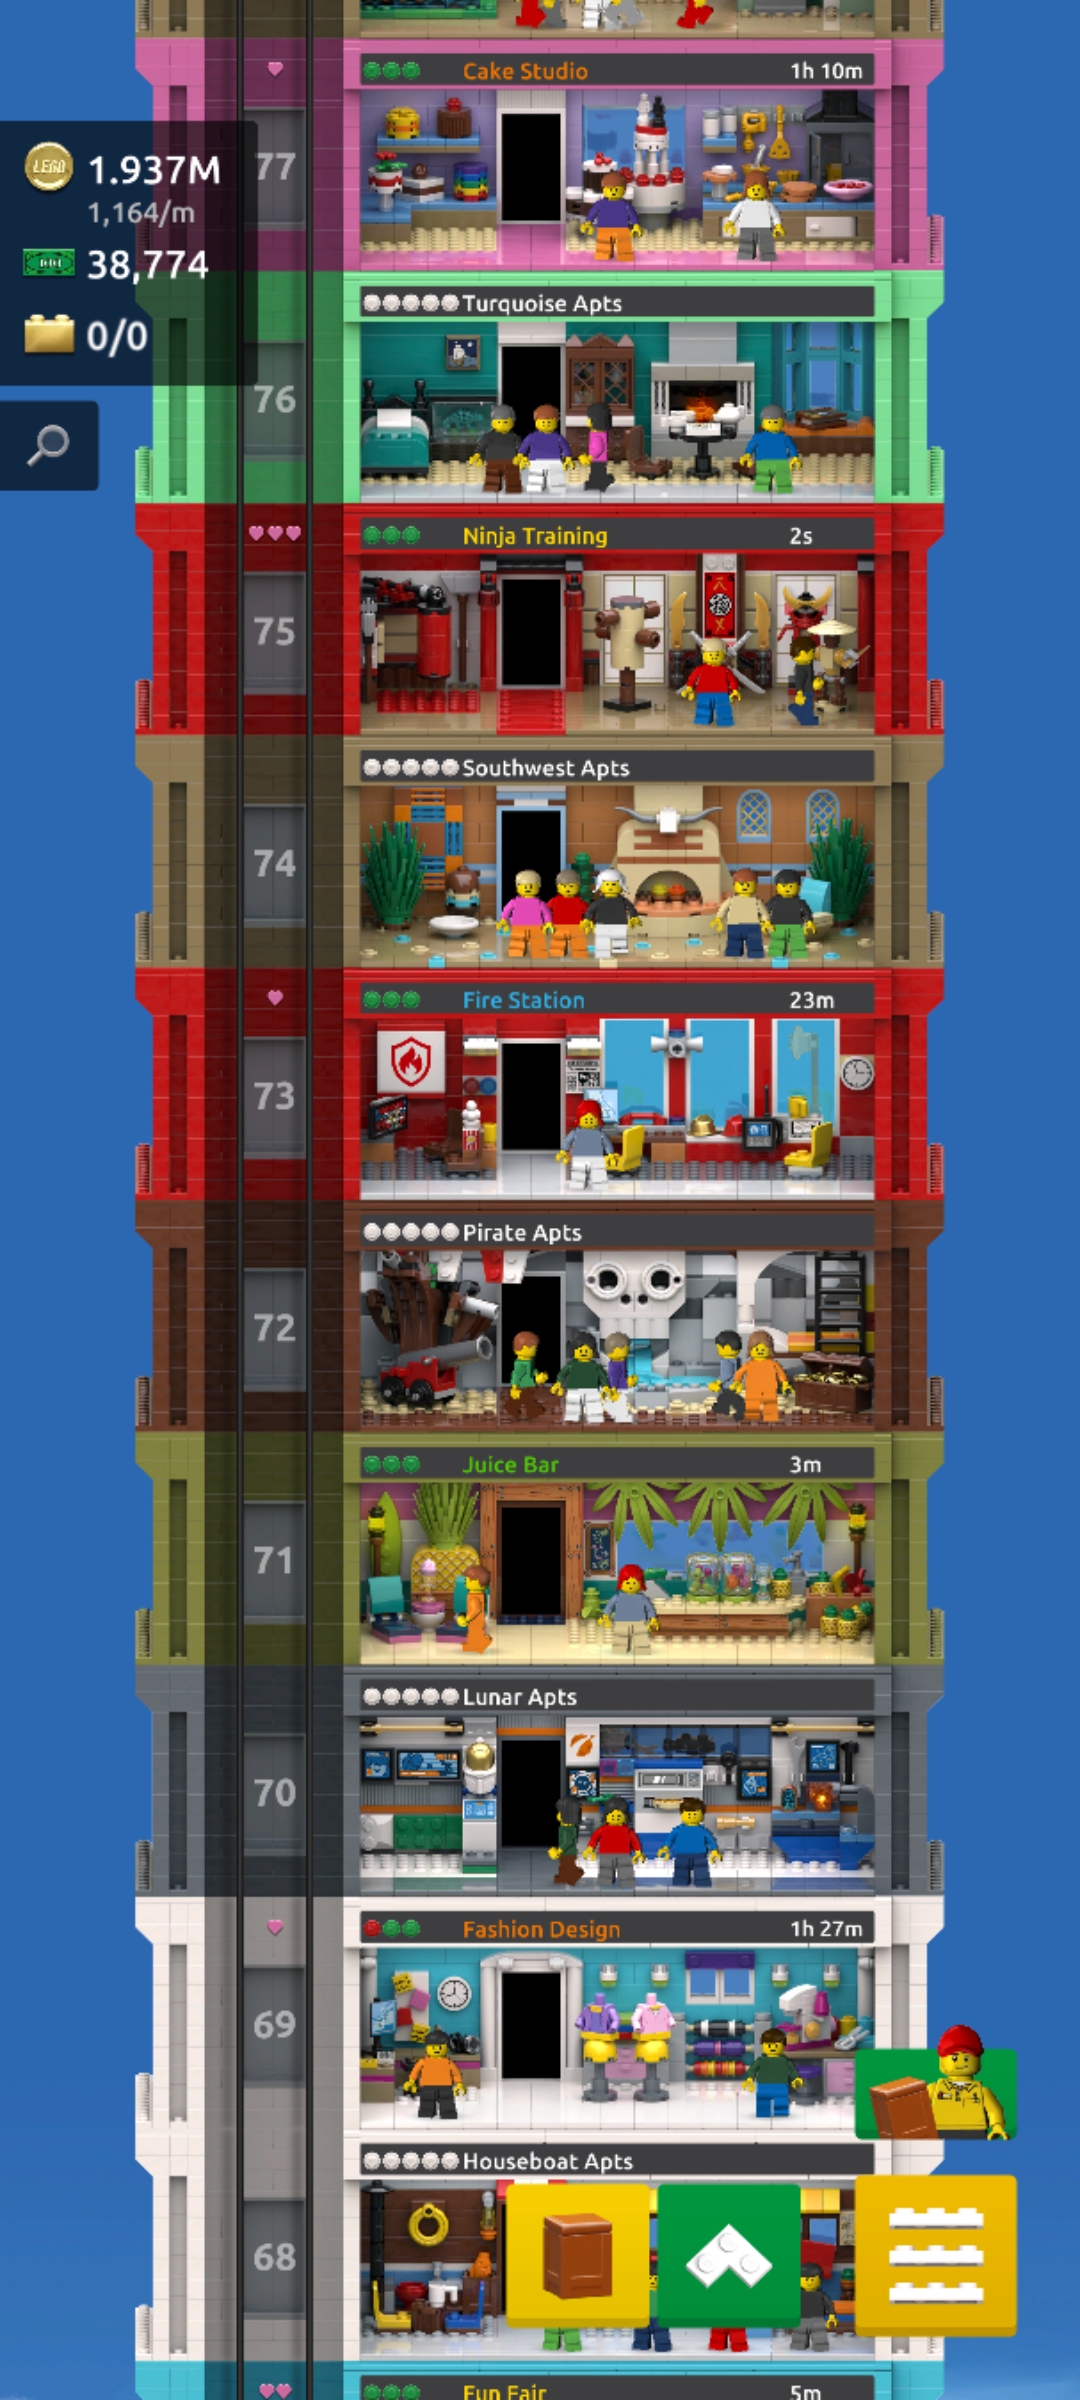 Cake Studio 1h 10m
77
LEGO 1.937M
1,164/m
38,774
0/0
Turquoise Apts
76
Ninja Training 2s
75
Southwest Apts
74
Fire Station 23m
73
Pirate Apts
72
Juice Bar 3m
71
Lunar Apts
70
Fashion Design 1h 27m
69
Houseboat Apts
68
Fun Fair 5m